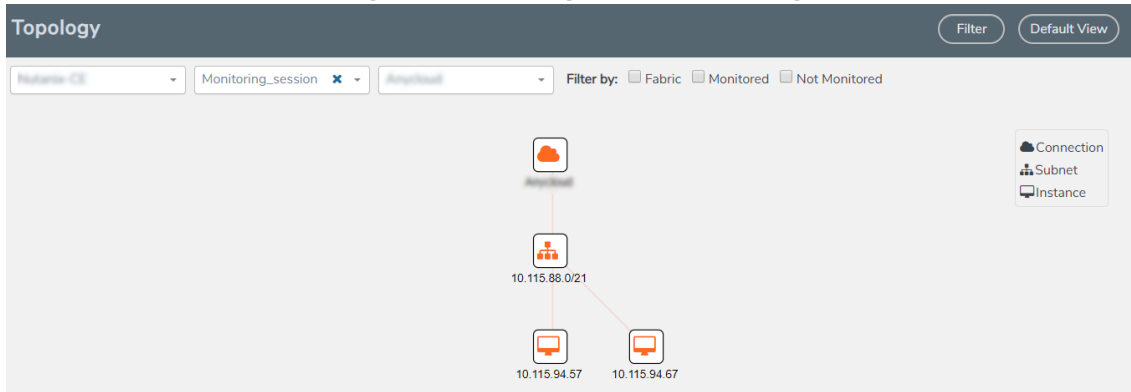 Topology
Filter
Default View
Monitoring_session
Filter by: Fabric Monitored Not Monitored
Connection
Subnet
Instance
10.115.88.0/21
10.115.94.57 10.115.94.67